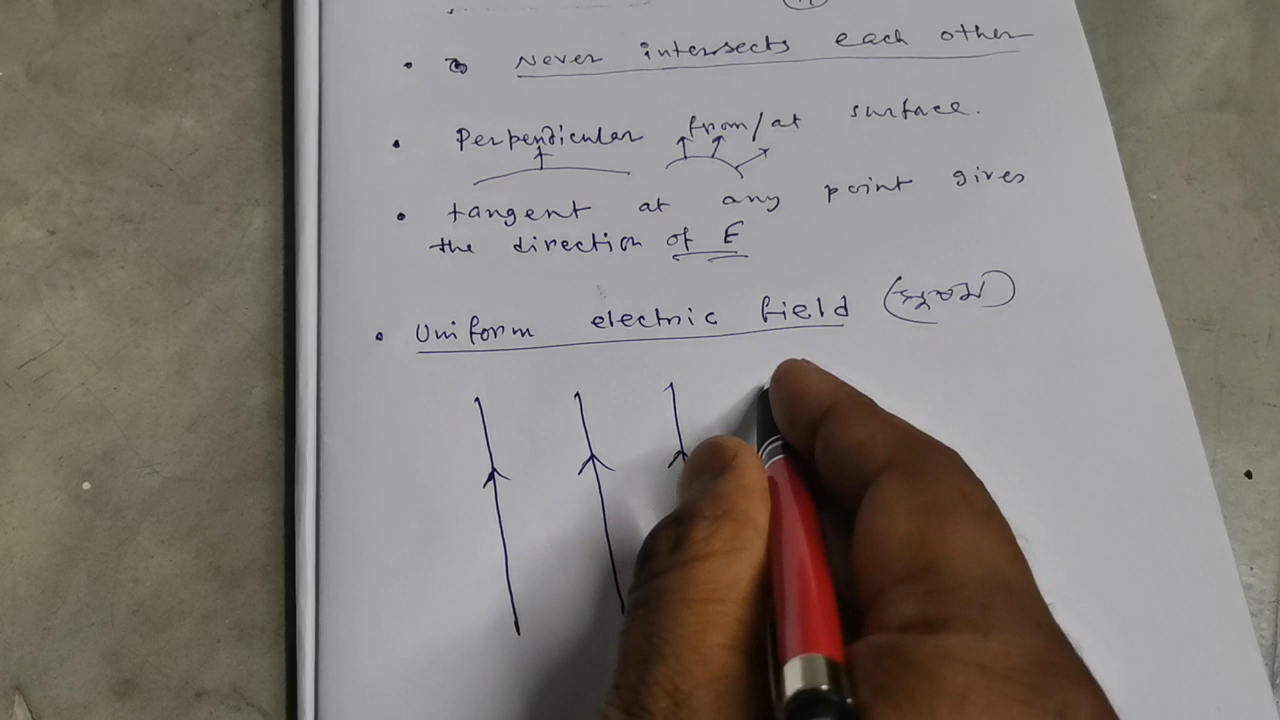 Never intersects each other
Perpendicular from/at surface.
tangent at any point gives
the direction of E
Uniform electric field (সুষম)